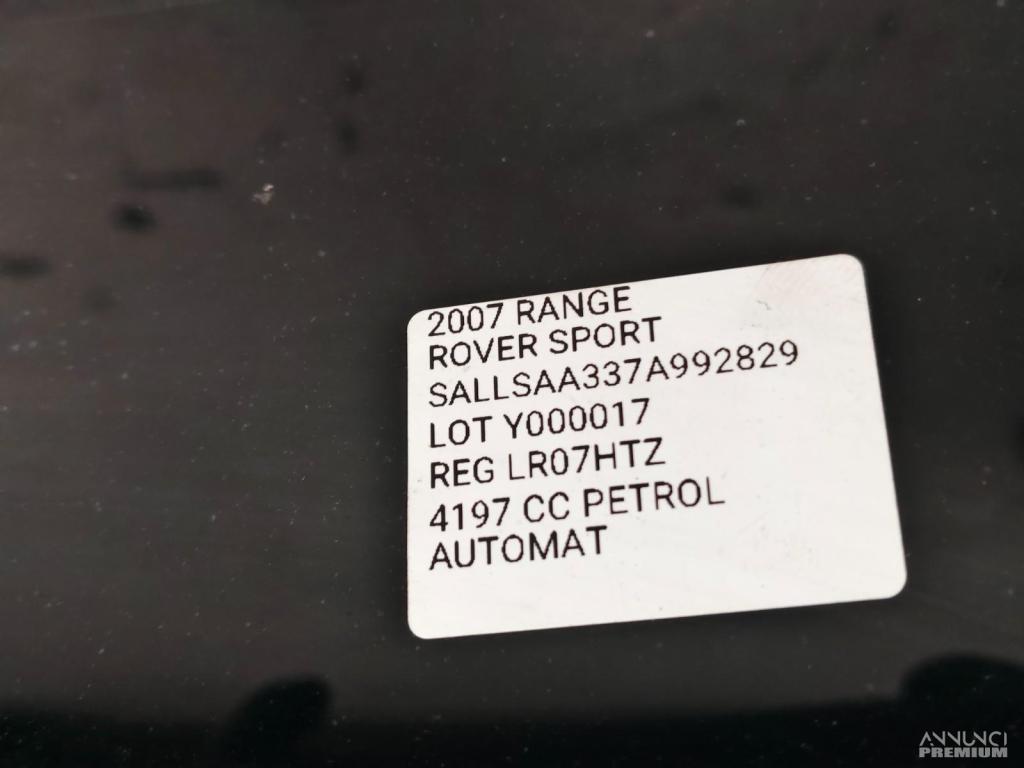 2007 RANGE
ROVER SPORT
SALLSAA337A992829
LOT Y000017
REG LR07HTZ
4197 CC PETROL
AUTOMAT
ANNUNCI
PREMIUM